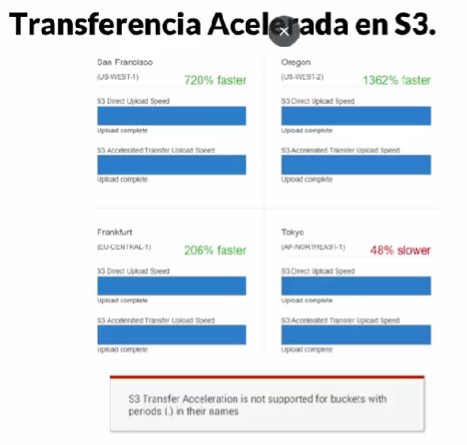 Transferencia Acelerada en S3.
San Francisco
(US-WEST-1) 720% faster
S3 Direct Upload Speed
Upload complete
S3 Accelerated Transfer Upload Speed
Upload complete
Oregon
(US-WEST-2) 1362% faster
S3 Direct Upload Speed
Upload complete
S3 Accelerated Transfer Upload Speed
Upload complete
Frankfurt
(EU-CENTRAL-1) 206% faster
S3 Direct Upload Speed
Upload complete
S3 Accelerated Transfer Upload Speed
Upload complete
Tokyo
(AP-NORTHEAST-1) 48% slower
S3 Direct Upload Speed
Upload complete
S3 Accelerated Transfer Upload Speed
Upload complete
S3 Transfer Acceleration is not supported for buckets with
periods (.) in their names